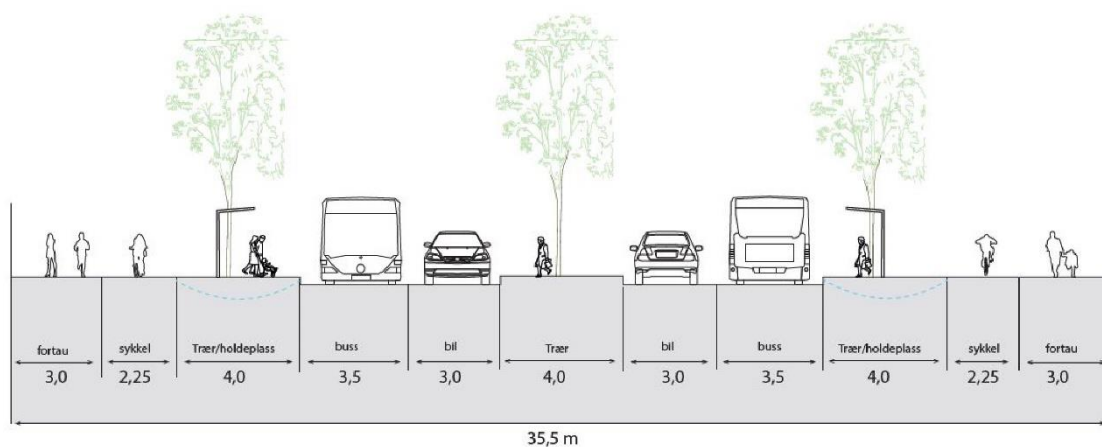 fortau sykkel Trær/holdeplass buss bil Trær bil buss Trær/holdeplass sykkel fortau
3,0 2,25 4,0 3,5 3,0 4,0 3,0 3,5 4,0 2,25 3,0
35,5 m